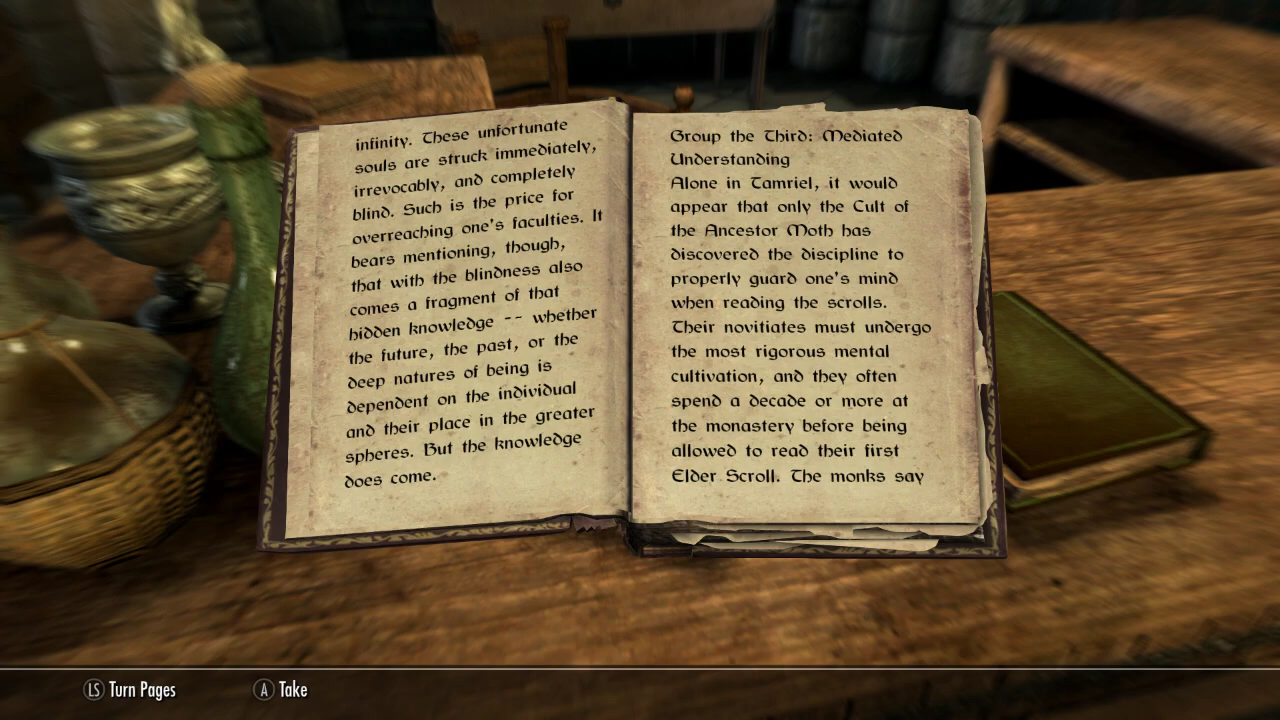 infinity. These unfortunate
souls are struck immediately,
irrevocably, and completely
blind. Such is the price for
overreaching one's faculties. It
bears mentioning, though,
that with the blindness also
comes a fragment of that
hidden knowledge -- whether
the future, the past, or the
deep natures of being is
dependent on the individual
and their place in the greater
spheres. But the knowledge
does come.
Group the Third: Mediated
Understanding
Alone in Tamriel, it would
appear that only the Cult of
the Ancestor Moth has
discovered the discipline to
properly guard one's mind
when reading the scrolls.
Their novitiates must undergo
the most rigorous mental
cultivation, and they often
spend a decade or more at
the monastery before being
allowed to read their first
Elder Scroll. The monks say
LS Turn Pages
A Take